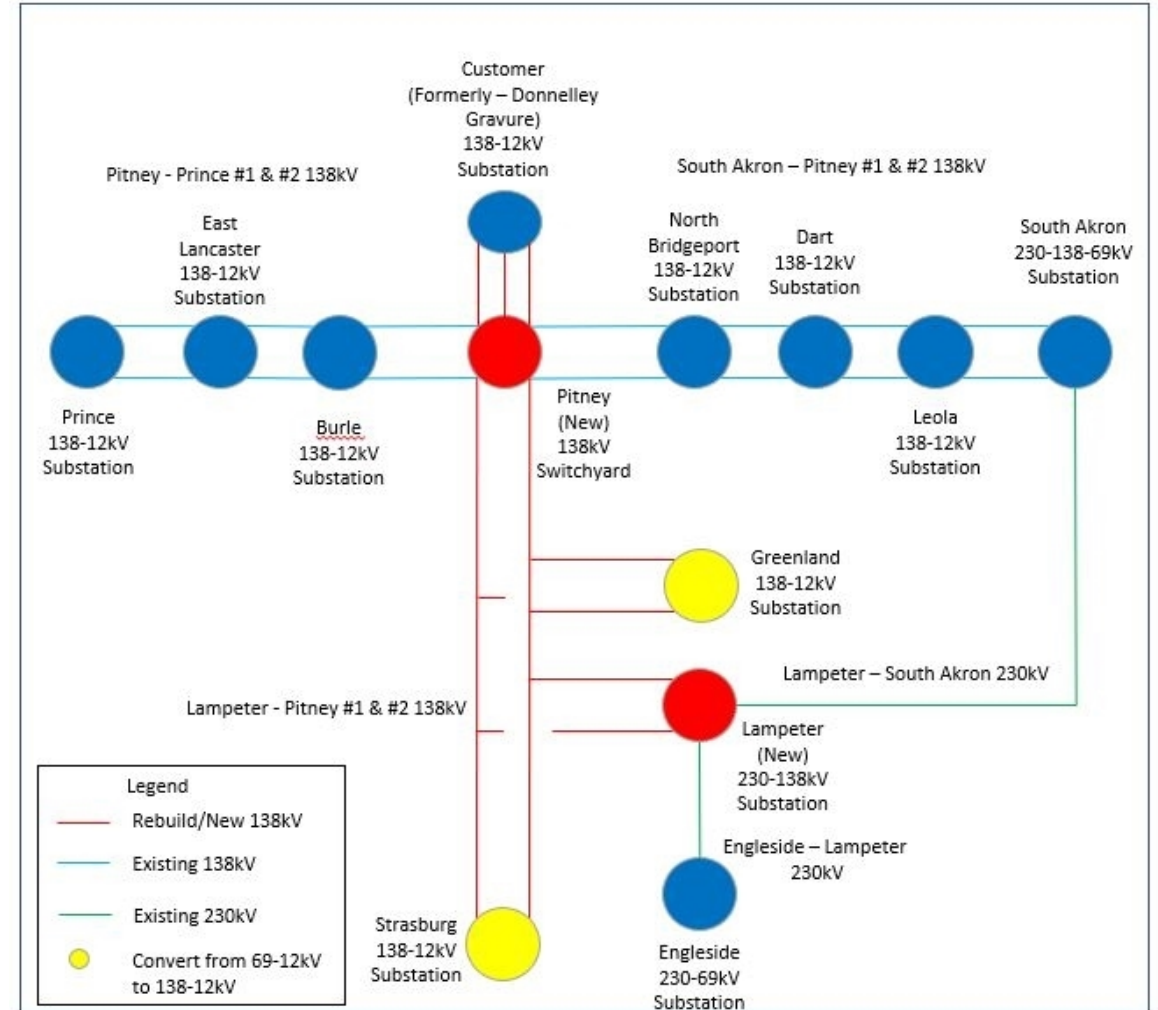 Customer
(Formerly – Donnelley
Gravure)
138-12kV
Substation
Pitney - Prince #1 & #2 138kV
South Akron – Pitney #1 & #2 138kV
East
Lancaster
138-12kV
Substation
North
Bridgeport
138-12kV
Substation
Dart
138-12kV
Substation
South Akron
230-138-69kV
Substation
Prince
138-12kV
Substation
Burle
138-12kV
Substation
Pitney
(New)
138kV
Switchyard
Leola
138-12kV
Substation
Greenland
138-12kV
Substation
Lampeter – South Akron 230kV
Lampeter - Pitney #1 & #2 138kV
Lampeter
(New)
230-138kV
Substation
Engleside – Lampeter
230kV
Strasburg
138-12kV
Substation
Engleside
230-69kV
Substation
Legend
Rebuild/New 138kV
Existing 138kV
Existing 230kV
Convert from 69-12kV
to 138-12kV